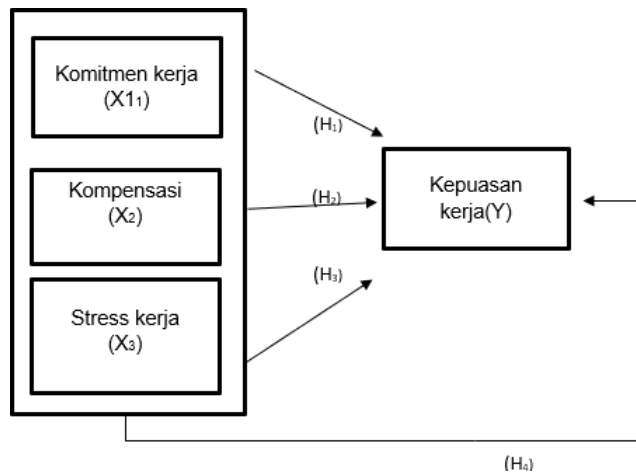 Komitmen kerja
(X1₁)
(H₁)
Kompensasi
(X₂)
(H₂)
Kepuasan
kerja(Y)
(H₃)
Stress kerja
(X₃)
(H₄)